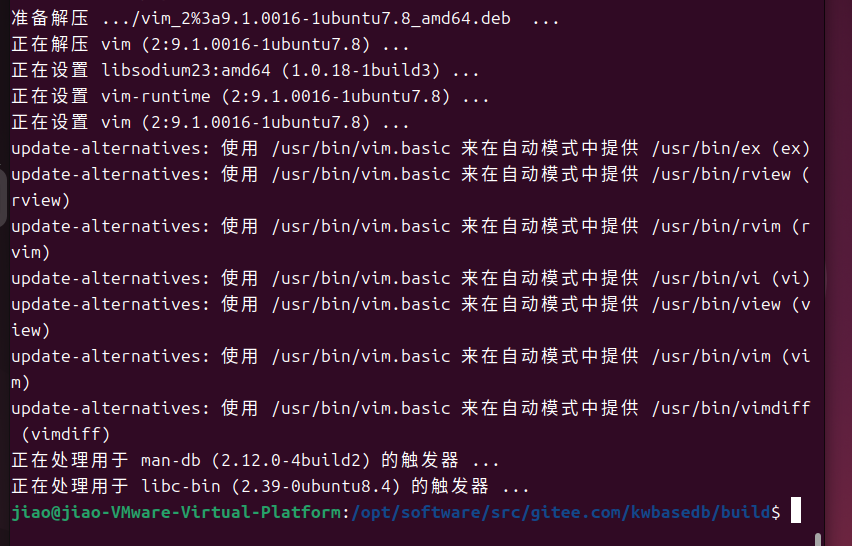 准备解压 .../vim_2%3a9.1.0016-1ubuntu7.8_amd64.deb  ...
正在解压 vim (2:9.1.0016-1ubuntu7.8) ...
正在设置 libsodium23:amd64 (1.0.18-1build3) ...
正在设置 vim-runtime (2:9.1.0016-1ubuntu7.8) ...
正在设置 vim (2:9.1.0016-1ubuntu7.8) ...
update-alternatives: 使用 /usr/bin/vim.basic 来在自动模式中提供 /usr/bin/ex (ex)
update-alternatives: 使用 /usr/bin/vim.basic 来在自动模式中提供 /usr/bin/rview (
rview)
update-alternatives: 使用 /usr/bin/vim.basic 来在自动模式中提供 /usr/bin/rvim (r
vim)
update-alternatives: 使用 /usr/bin/vim.basic 来在自动模式中提供 /usr/bin/vi (vi)
update-alternatives: 使用 /usr/bin/vim.basic 来在自动模式中提供 /usr/bin/view (v
iew)
update-alternatives: 使用 /usr/bin/vim.basic 来在自动模式中提供 /usr/bin/vim (vi
m)
update-alternatives: 使用 /usr/bin/vim.basic 来在自动模式中提供 /usr/bin/vimdiff
 (vimdiff)
正在处理用于 man-db (2.12.0-4build2) 的触发器 ...
正在处理用于 libc-bin (2.39-0ubuntu8.4) 的触发器 ...
jiao@jiao-VMware-Virtual-Platform:/opt/software/src/gitee.com/kwbasedb/build$